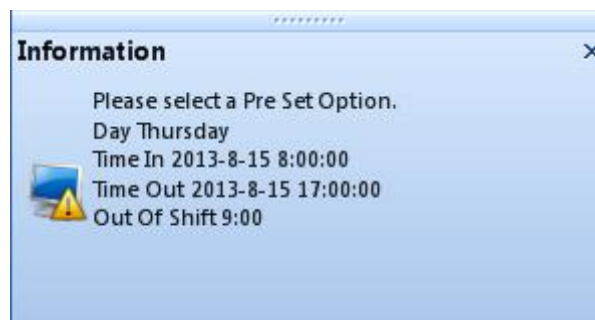 Information
Please select a Pre Set Option.
Day Thursday
Time In 2013-8-15 8:00:00
Time Out 2013-8-15 17:00:00
Out Of Shift 9:00